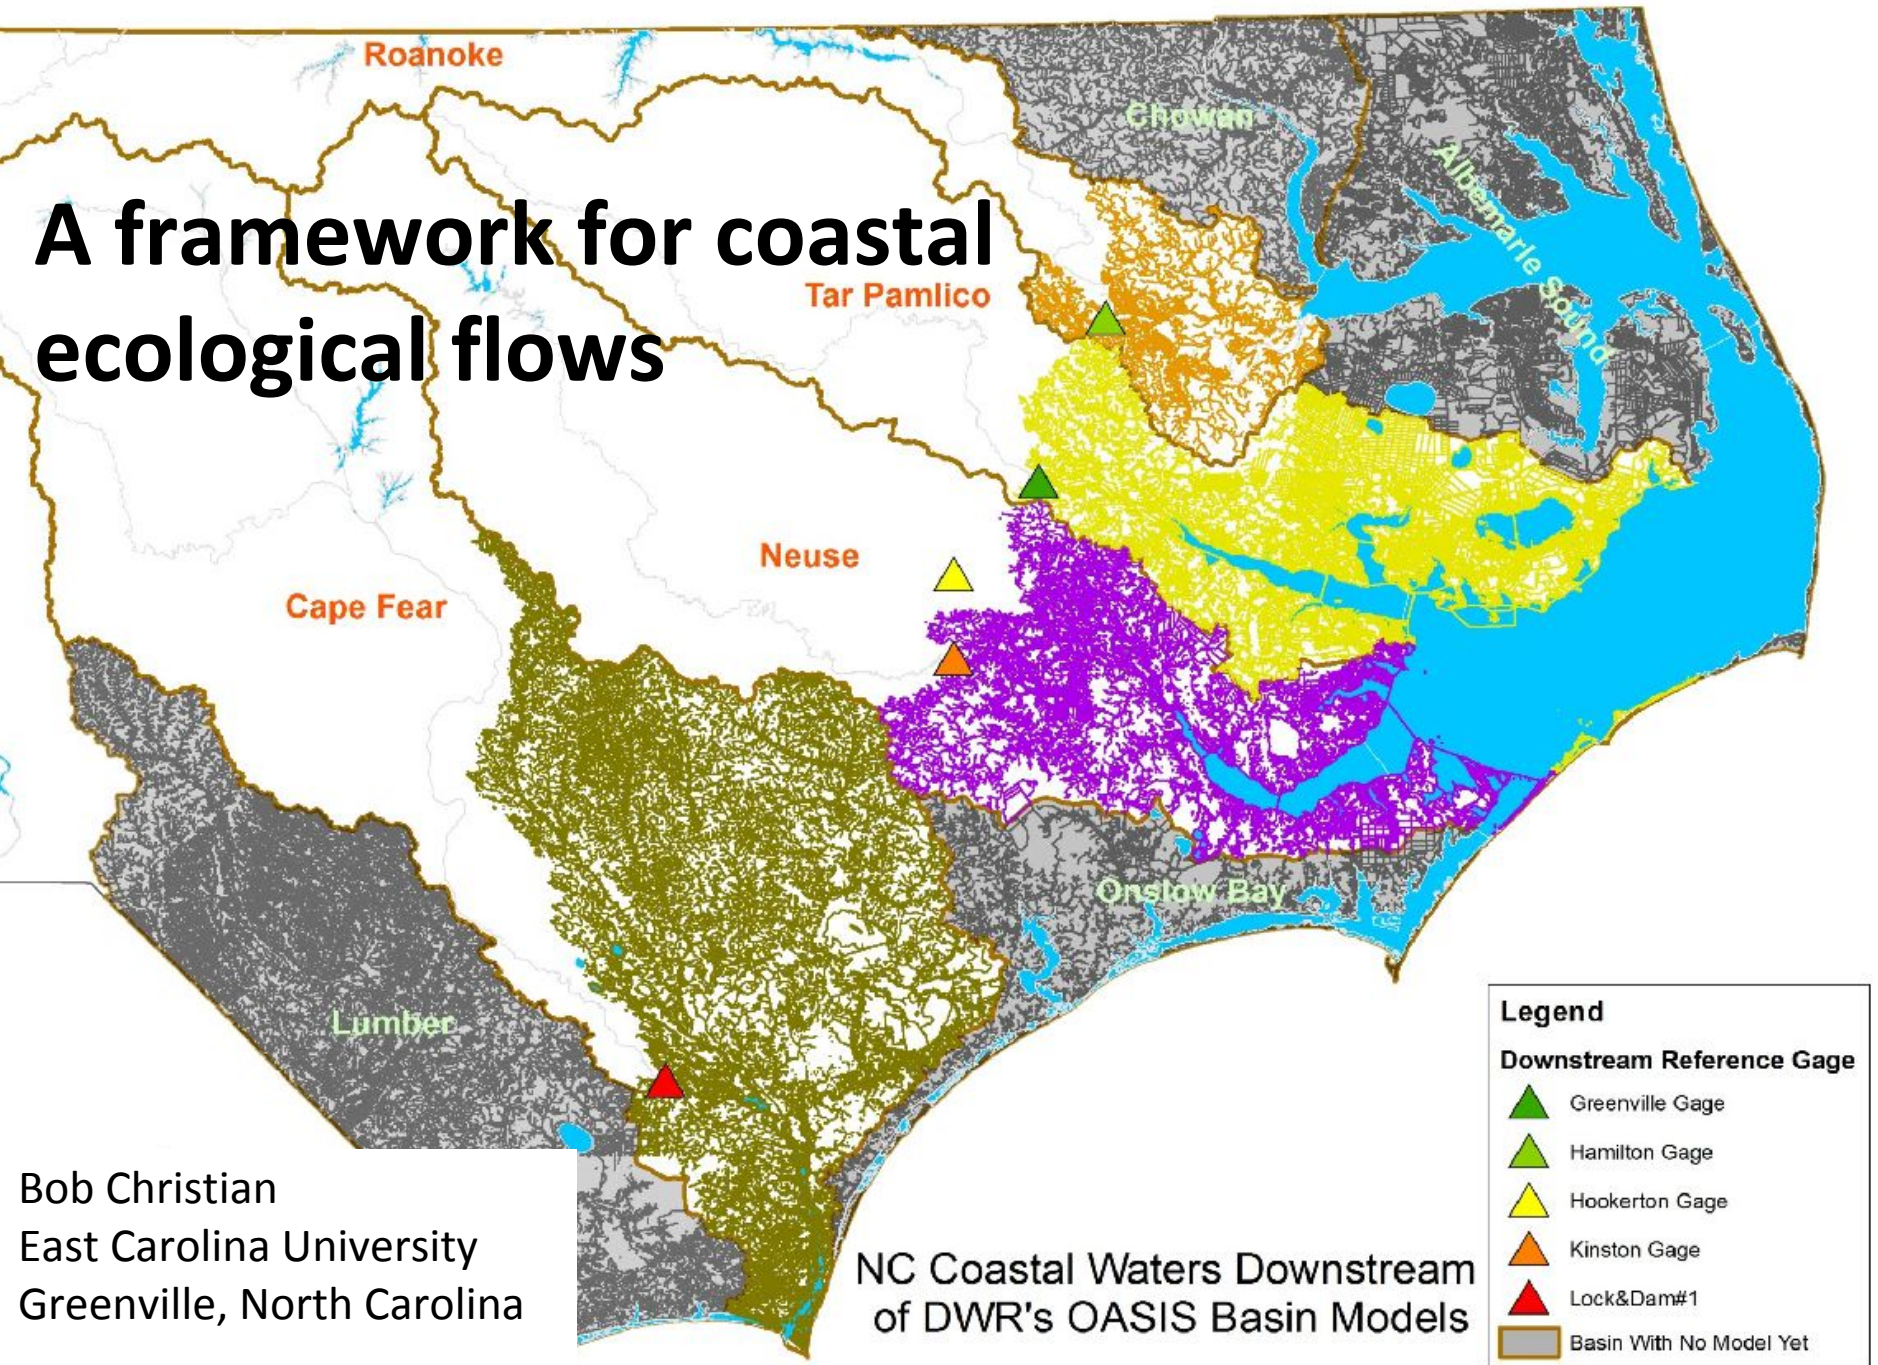 Roanoke
Chowan
Albemarle Sound
A framework for coastal
ecological flows
Tar Pamlico
Neuse
Cape Fear
Onslow Bay
Lumber
Bob Christian
East Carolina University
Greenville, North Carolina
NC Coastal Waters Downstream
of DWR's OASIS Basin Models
Legend
Downstream Reference Gage
Greenville Gage
Hamilton Gage
Hookerton Gage
Kinston Gage
Lock&Dam#1
Basin With No Model Yet